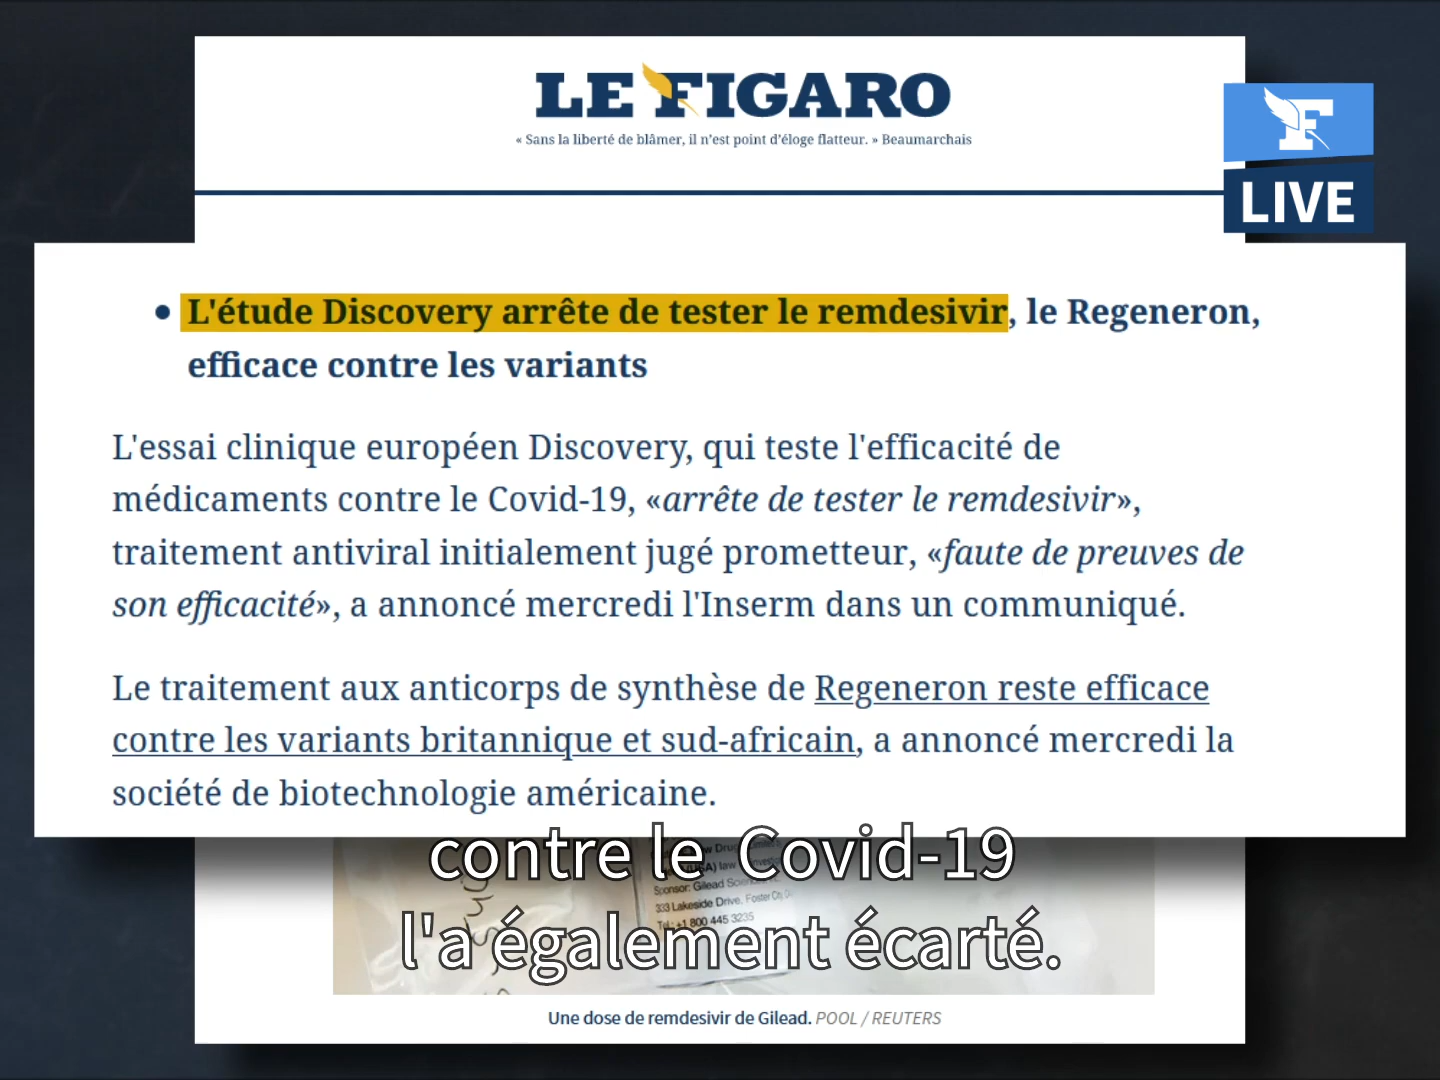 LE FIGARO
« Sans la liberté de blâmer, il n'est point d'éloge flatteur. » Beaumarchais
F
LIVE
• L'étude Discovery arrête de tester le remdesivir, le Regeneron,
efficace contre les variants
L'essai clinique européen Discovery, qui teste l'efficacité de
médicaments contre le Covid-19, «arrête de tester le remdesivir»,
traitement antiviral initialement jugé prometteur, «faute de preuves de
son efficacité», a annoncé mercredi l'Inserm dans un communiqué.
Le traitement aux anticorps de synthèse de Regeneron reste efficace
contre les variants britannique et sud-africain, a annoncé mercredi la
société de biotechnologie américaine.
contre le Covid-19
l'a également écarté.
Sponsor: Gilead
333 Lakeside Drive, Foster City,
Tel.: +1 800 445 3235
Une dose de remdesivir de Gilead. POOL / REUTERS